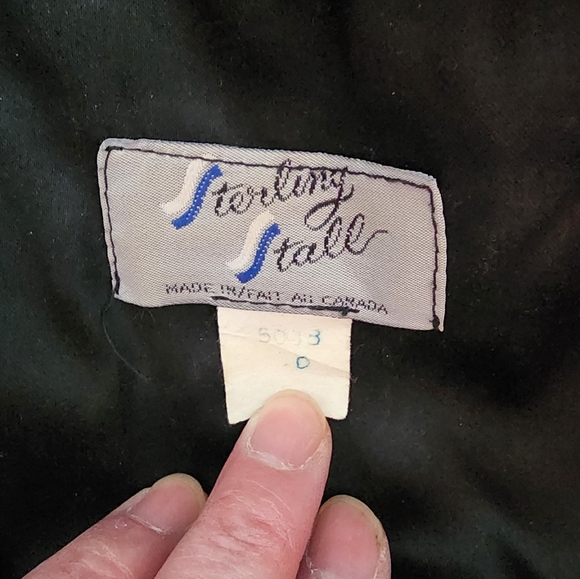 Sterling
Stall
MADE IN/FAIT AU CANADA
D